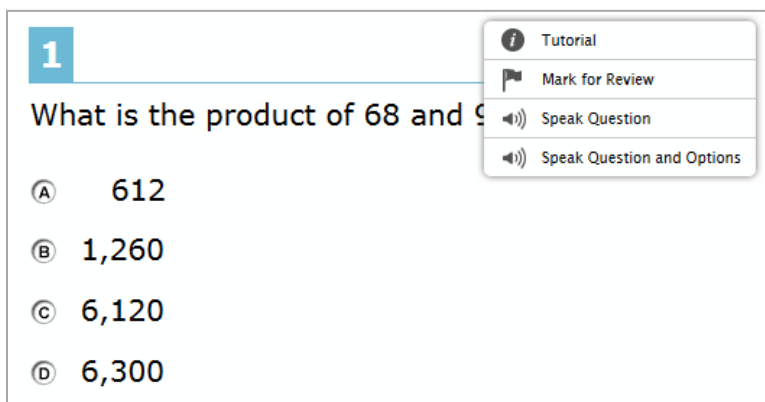 1
What is the product of 68 and
A 612
B 1,260
C 6,120
D 6,300
Tutorial
Mark for Review
Speak Question
Speak Question and Options